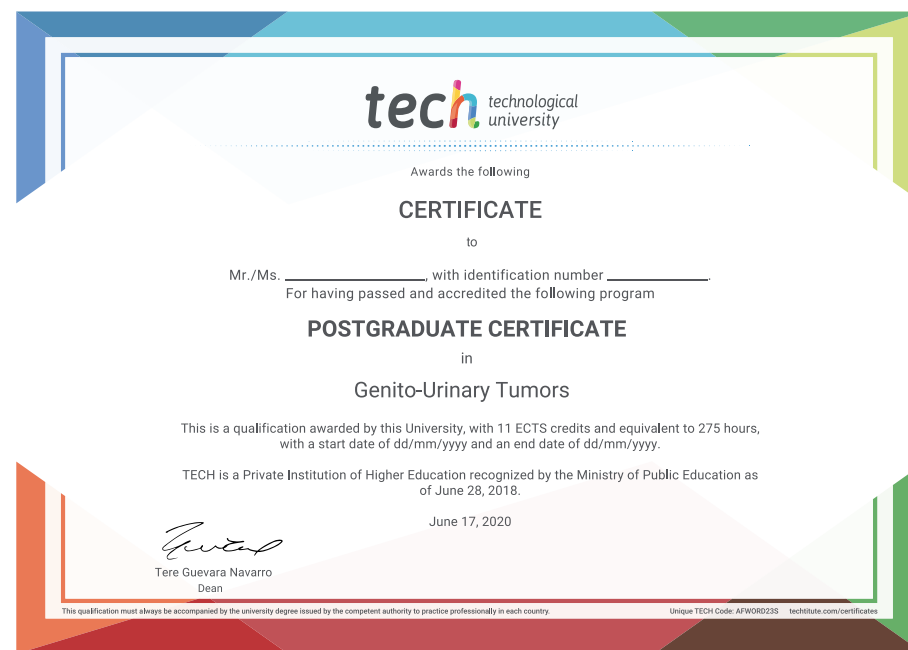 tech technological
university
Awards the following
CERTIFICATE
to
Mr./Ms. ____________________, with identification number ______________.
For having passed and accredited the following program
POSTGRADUATE CERTIFICATE
in
Genito-Urinary Tumors
This is a qualification awarded by this University, with 11 ECTS credits and equivalent to 275 hours,
with a start date of dd/mm/yyyy and an end date of dd/mm/yyyy.
TECH is a Private Institution of Higher Education recognized by the Ministry of Public Education as
of June 28, 2018.
June 17, 2020
Tere Guevara Navarro
Dean
This qualification must always be accompanied by the university degree issued by the competent authority to practice professionally in each country. Unique TECH Code: AFWORD23S techtitute.com/certificates